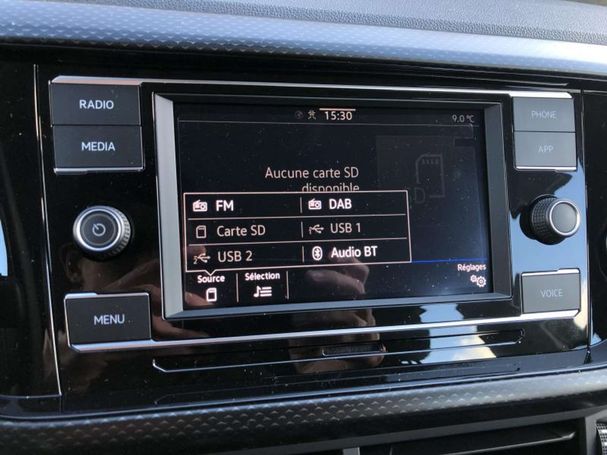 RADIO
MEDIA
MENU
15:30
9.0 °C
Aucune carte SD
disponible
FM
DAB
Carte SD
USB 1
USB 2
Audio BT
Source
Sélection
Réglages
PHONE
APP
VOICE